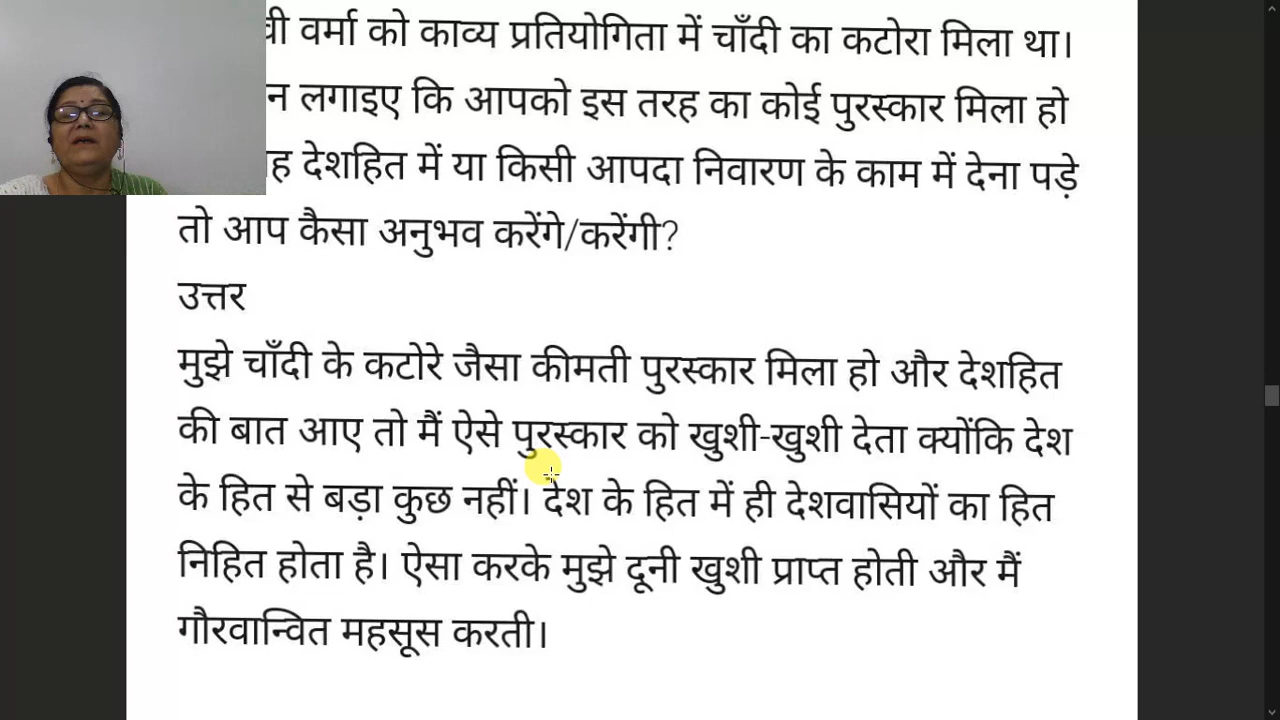 वर्मा को काव्य प्रतियोगिता में चाँदी का कटोरा मिला था।
लगाइए कि आपको इस तरह का कोई पुरस्कार मिला हो
देशहित में या किसी आपदा निवारण के काम में देना पड़े
तो आप कैसा अनुभव करेंगे/करेंगी?
उत्तर
मुझे चाँदी के कटोरे जैसा कीमती पुरस्कार मिला हो और देशहित
की बात आए तो मैं ऐसे पुरस्कार को खुशी-खुशी देता क्योंकि देश
के हित से बड़ा कुछ नहीं। देश के हित में ही देशवासियों का हित
निहित होता है। ऐसा करके मुझे दूनी खुशी प्राप्त होती और मैं
गौरवान्वित महसूस करती।